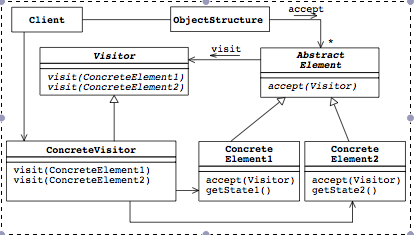 Client
ObjectStructure
accept
visit
*
Visitor
visit(ConcreteElement1)
visit(ConcreteElement2)
Abstract
Element
accept(Visitor)
ConcreteVisitor
visit(ConcreteElement1)
visit(ConcreteElement2)
Concrete
Element1
accept(Visitor)
getState1()
Concrete
Element2
accept(Visitor)
getState2()